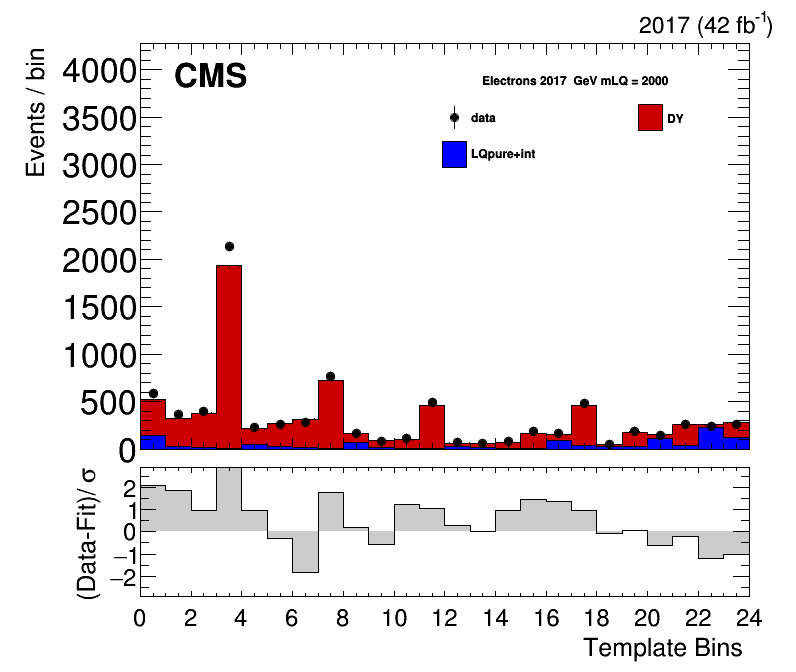 2017 (42 fb-1)
Events / bin
4000
3500
3000
2500
2000
1500
1000
500
0
CMS
Electrons 2017 GeV mLQ = 2000
data
DY
LQpure+int
(Data-Fit)/ σ
2
1
0
−1
−2
0 2 4 6 8 10 12 14 16 18 20 22 24
Template Bins